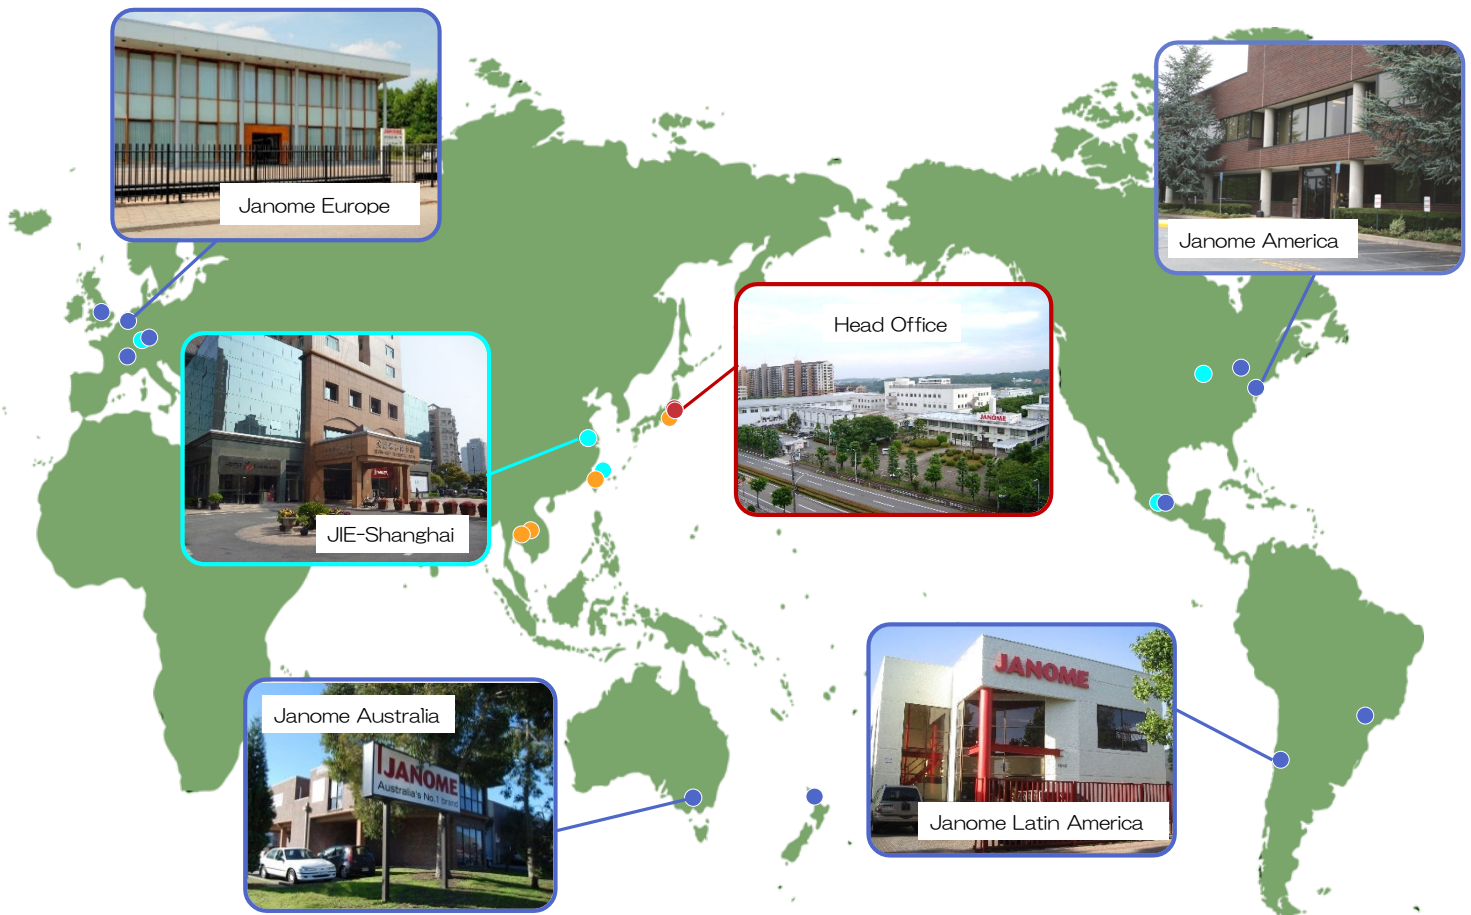 Janome Europe
Janome America
Head Office
JANOME
JIE-Shanghai
Janome Australia
JANOME
Australia's No.1 brand
JANOME
Janome Latin America